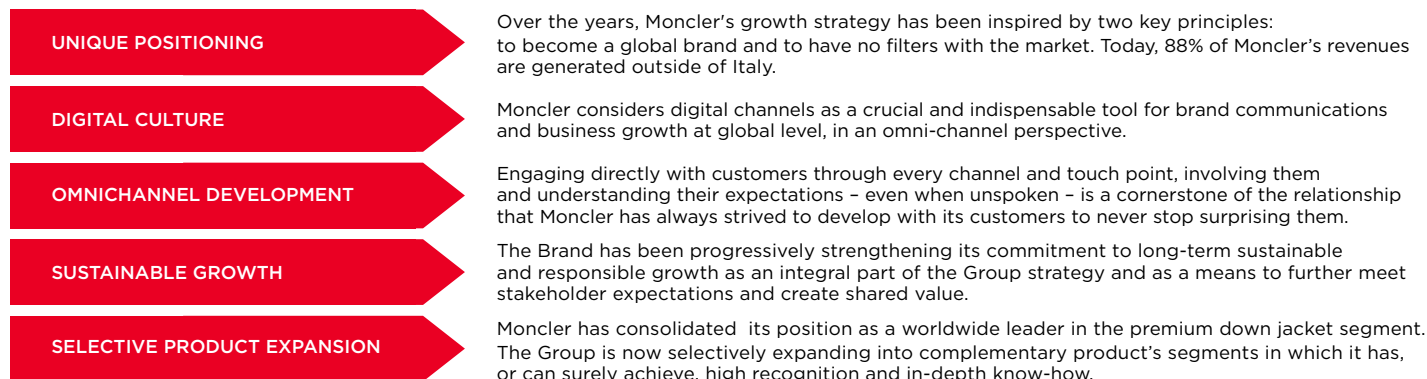 UNIQUE POSITIONING
Over the years, Moncler's growth strategy has been inspired by two key principles:
to become a global brand and to have no filters with the market. Today, 88% of Moncler’s revenues
are generated outside of Italy.
DIGITAL CULTURE
Moncler considers digital channels as a crucial and indispensable tool for brand communications
and business growth at global level, in an omni-channel perspective.
OMNICHANNEL DEVELOPMENT
Engaging directly with customers through every channel and touch point, involving them
and understanding their expectations – even when unspoken – is a cornerstone of the relationship
that Moncler has always strived to develop with its customers to never stop surprising them.
SUSTAINABLE GROWTH
The Brand has been progressively strengthening its commitment to long-term sustainable
and responsible growth as an integral part of the Group strategy and as a means to further meet
stakeholder expectations and create shared value.
SELECTIVE PRODUCT EXPANSION
Moncler has consolidated its position as a worldwide leader in the premium down jacket segment.
The Group is now selectively expanding into complementary product’s segments in which it has,
or can surely achieve, high recognition and in-depth know-how.